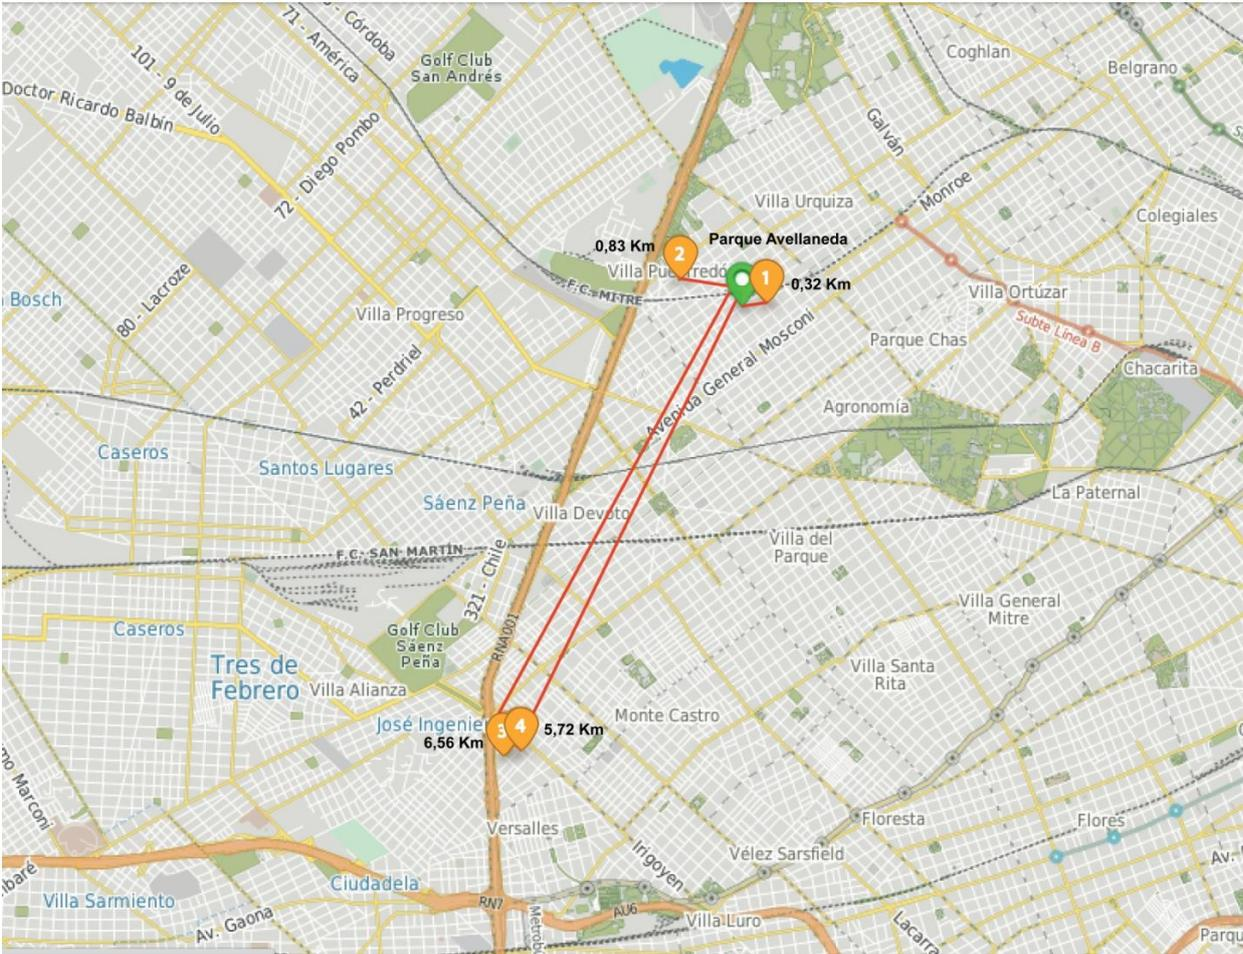 71 - América
- Córdoba
101 - 9 de Julio
Golf Club
San Andrés
Coghlan
Belgrano
Doctor Ricardo Balbín
72 - Diego Pombo
Galván
Monroe
Villa Urquiza
Colegiales
0,83 Km
2
Parque Avellaneda
Bosch
80 - Lacroze
1
0,32 Km
F.C. MITRE
Villa Progreso
Villa Ortúzar
Subte Línea B
42 - Perdriel
Avenida General Mosconi
Parque Chas
Chacarita
Agronomía
Caseros
Santos Lugares
Sáenz Peña
Villa Devoto
La Paternal
F.C. SAN MARTÍN
321 - Chile
Villa del
Parque
Villa General
Mitre
Caseros
Golf Club
Sáenz
Peña
RNA001
Tres de
Febrero
Villa Alianza
Villa Santa
Rita
José Ingenie
3
4
5,72 Km
6,56 Km
Monte Castro
Marconi
Versalles
Irigoyen
Floresta
Flores
Vélez Sarsfield
Ciudadela
Av.
Villa Sarmiento
Av. Gaona
RN7
AU6
Metrob
Villa Luro
Lacarra
Parqu